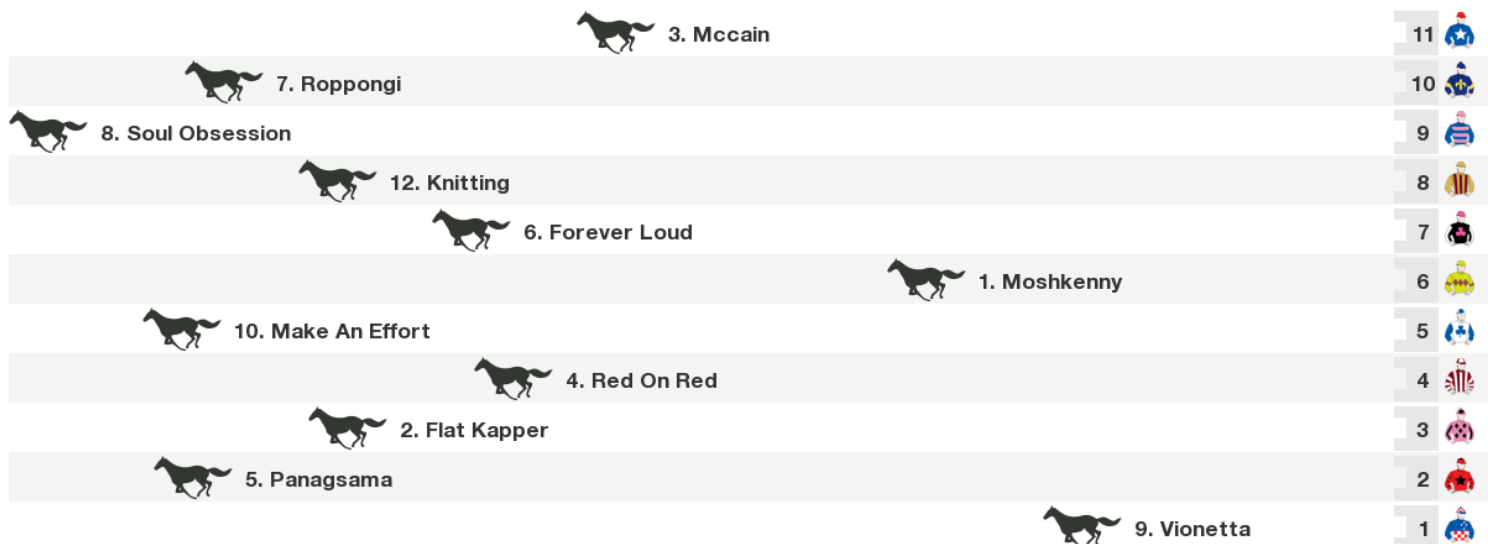 3. Mccain 11
7. Roppongi 10
8. Soul Obsession 9
12. Knitting 8
6. Forever Loud 7
1. Moshkenny 6
10. Make An Effort 5
4. Red On Red 4
2. Flat Kapper 3
5. Panagsama 2
9. Vionetta 1